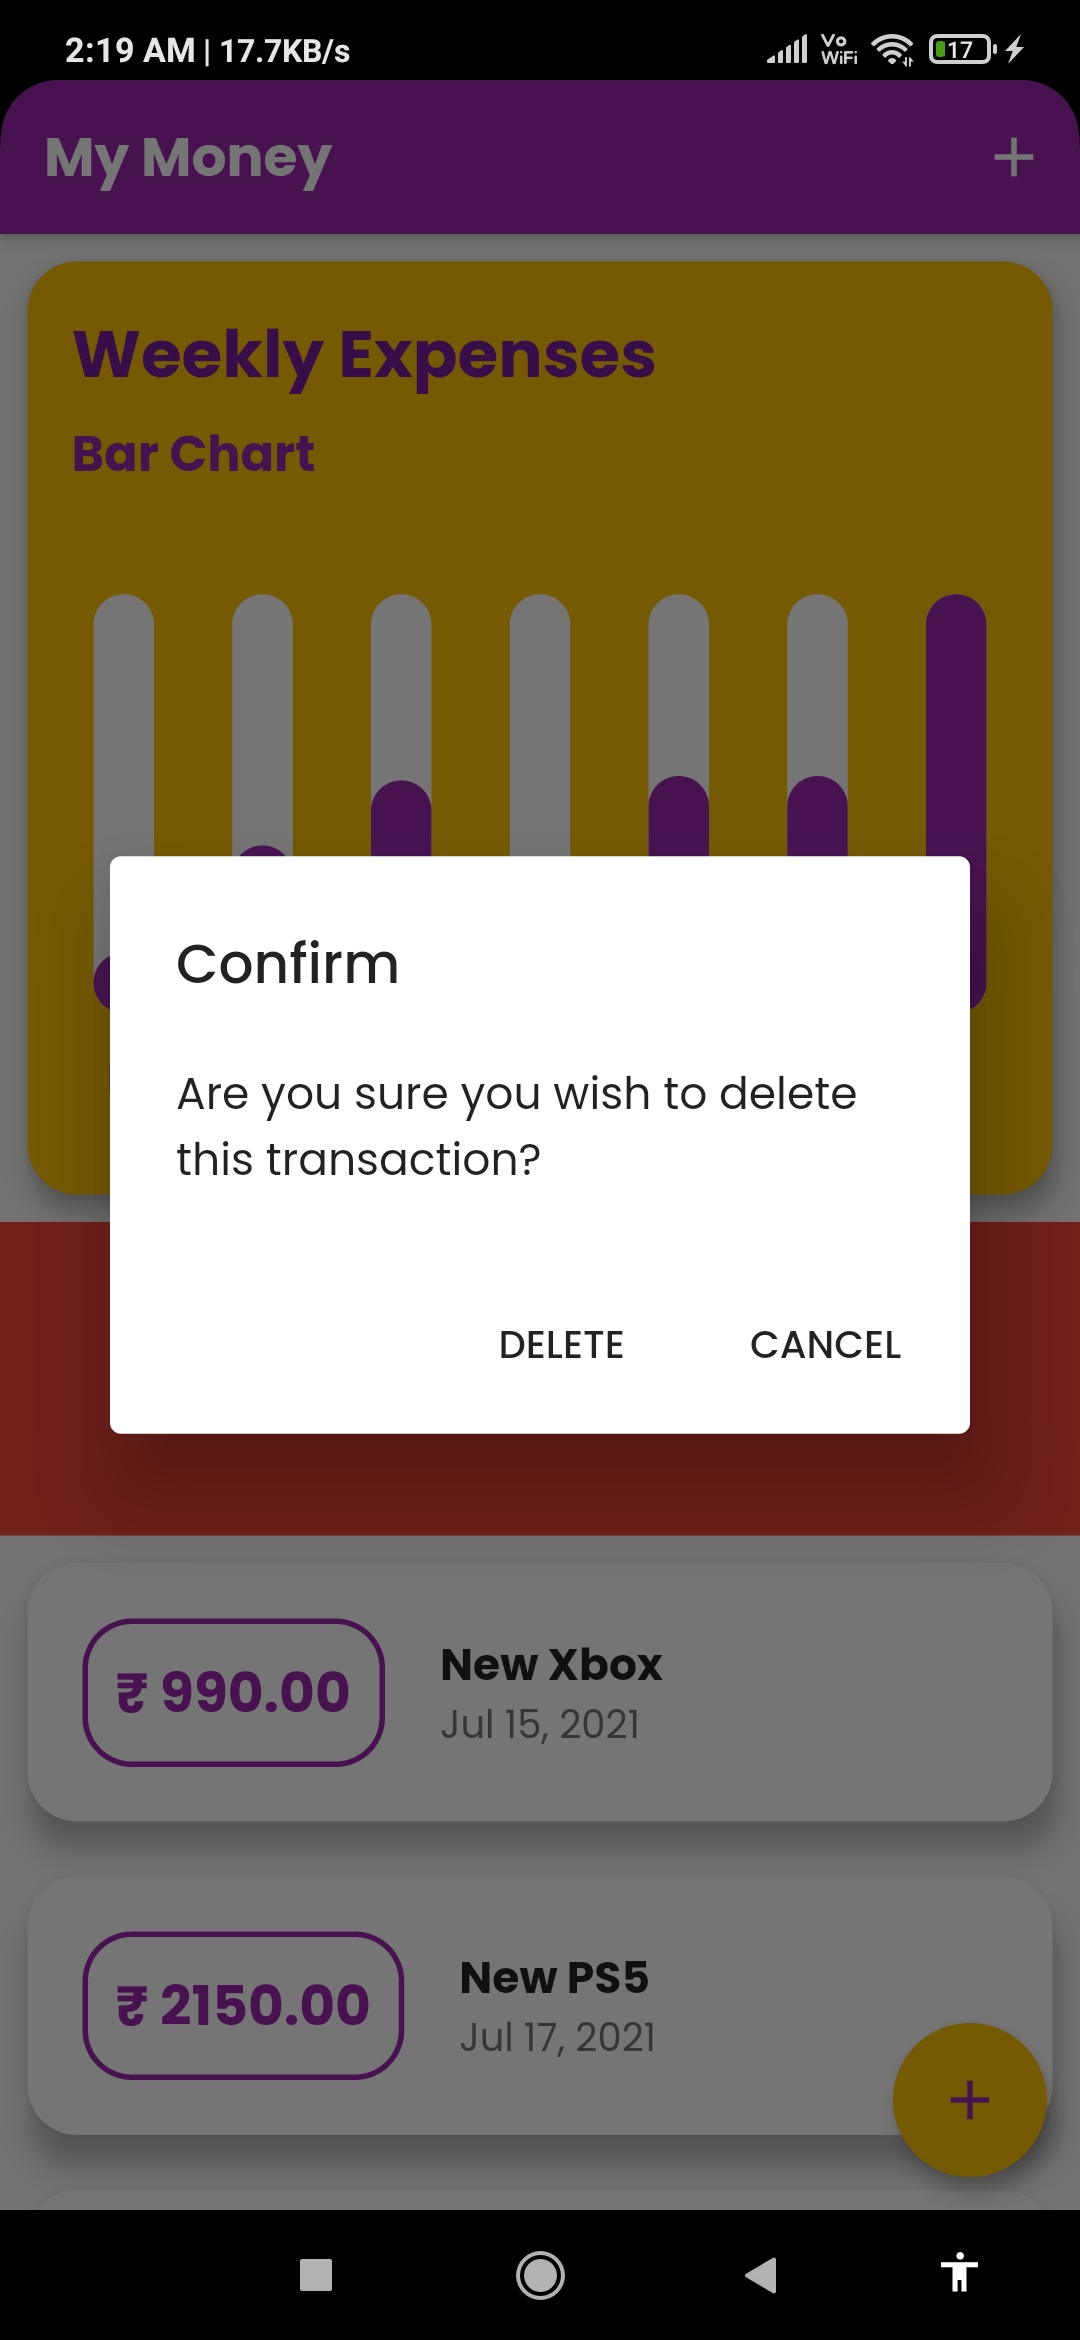 2:19 AM | 17.7KB/s
Vo
WiFi
17
My Money
Weekly Expenses
Bar Chart
Confirm
Are you sure you wish to delete
this transaction?
DELETE CANCEL
₹ 990.00
New Xbox
Jul 15, 2021
₹ 2150.00
New PS5
Jul 17, 2021